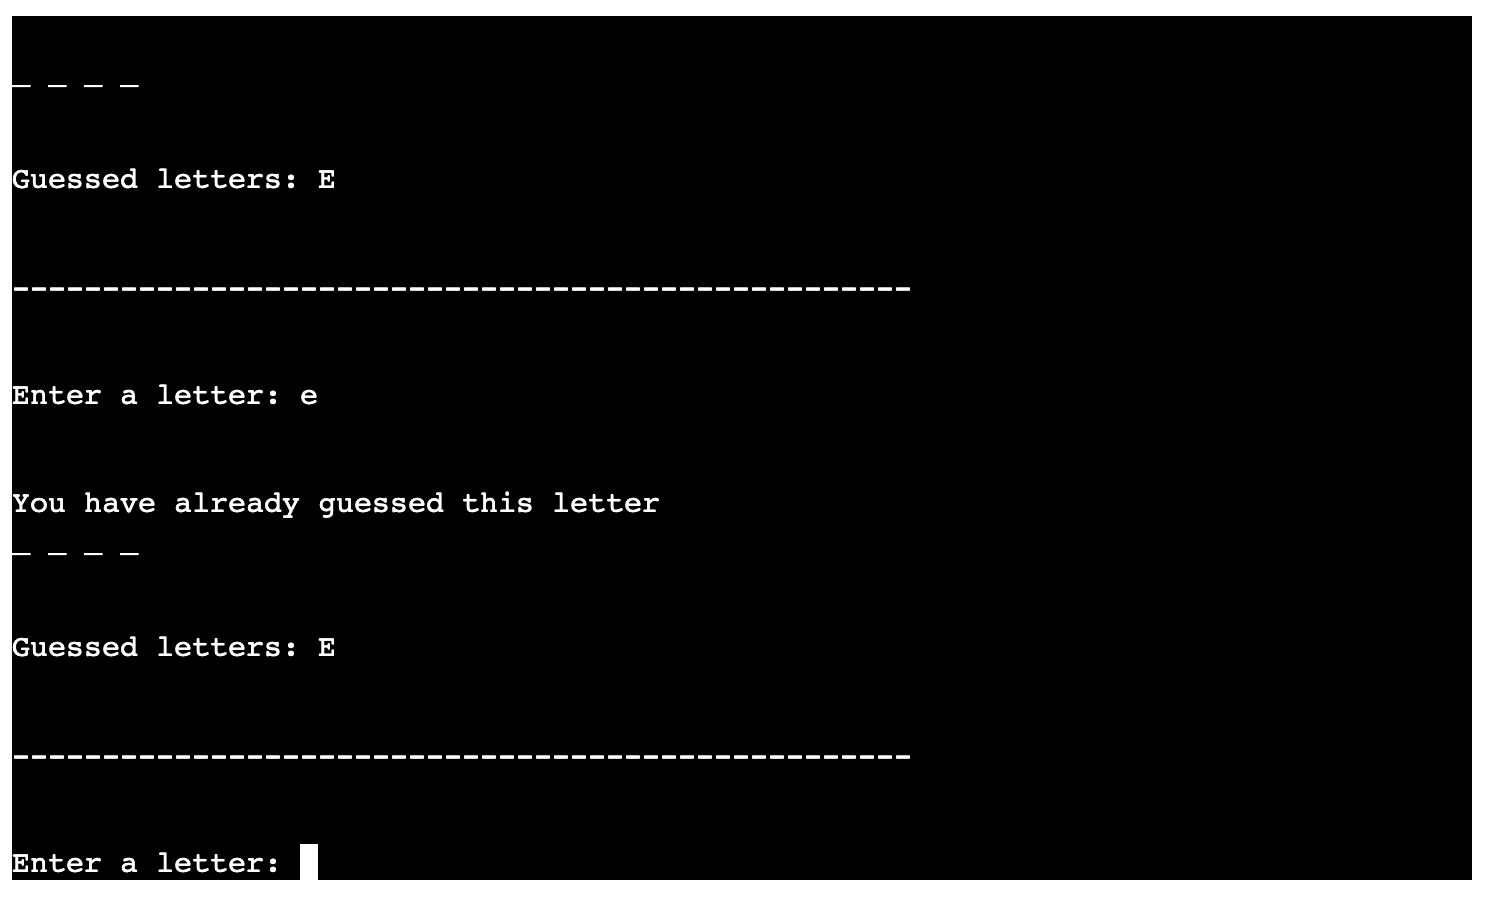 _ _ _ _
Guessed letters: E
--------------------------------------------------
Enter a letter: e
You have already guessed this letter
_ _ _ _
Guessed letters: E
--------------------------------------------------
Enter a letter: